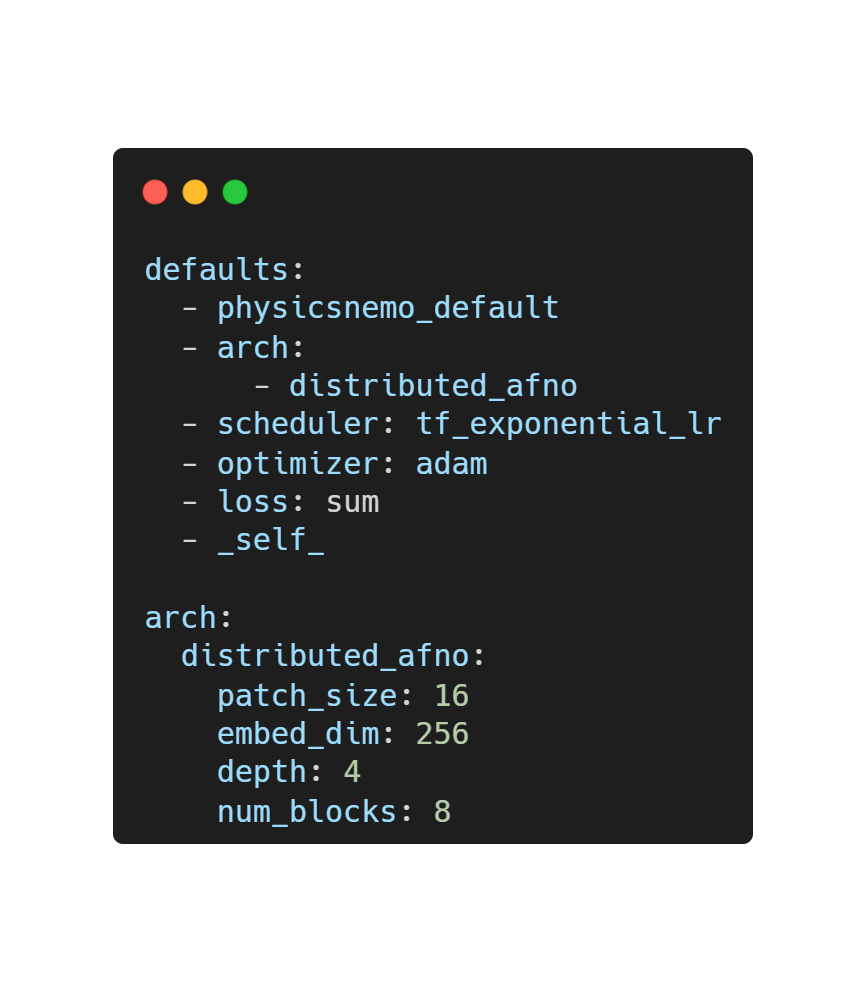 defaults:
  - physicsnemo_default
  - arch:
      - distributed_afno
  - scheduler: tf_exponential_lr
  - optimizer: adam
  - loss: sum
  - _self_

arch:
  distributed_afno:
    patch_size: 16
    embed_dim: 256
    depth: 4
    num_blocks: 8